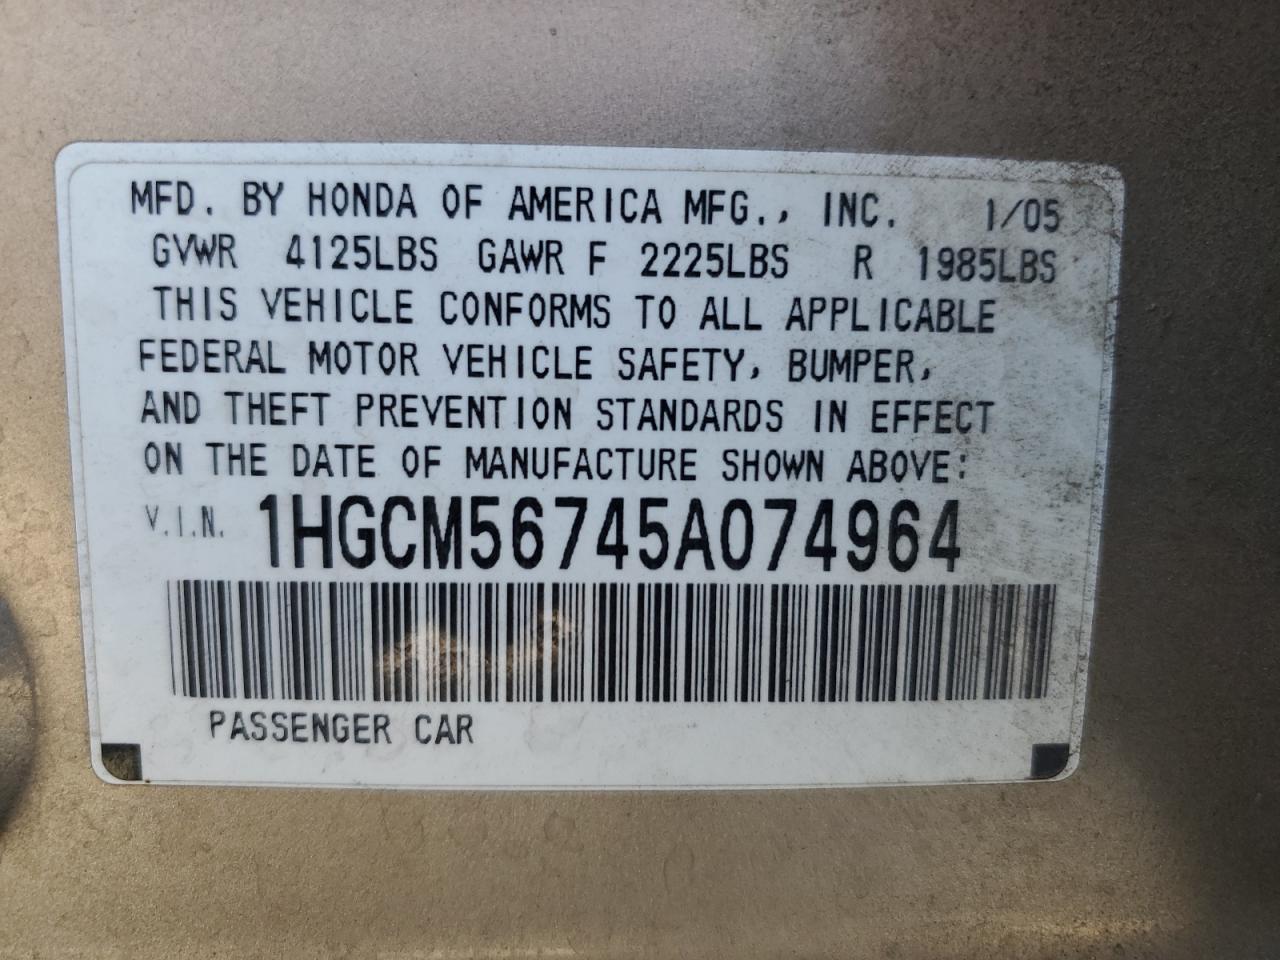 MFD. BY HONDA OF AMERICA MFG., INC. 1/05
GVWR 4125LBS GAWR F 2225LBS R 1985LBS
THIS VEHICLE CONFORMS TO ALL APPLICABLE
FEDERAL MOTOR VEHICLE SAFETY, BUMPER,
AND THEFT PREVENTION STANDARDS IN EFFECT
ON THE DATE OF MANUFACTURE SHOWN ABOVE:
V.I.N. 1HGCM56745A074964
PASSENGER CAR